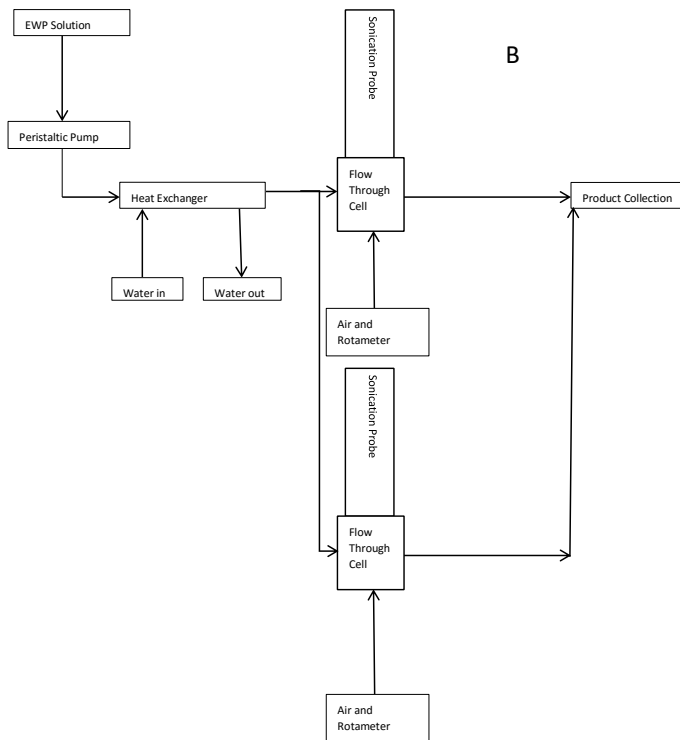 EWP Solution
Sonication Probe
B
Peristaltic Pump
Flow
Through
Cell
Heat Exchanger
Product Collection
Water in
Water out
Air and
Rotameter
Sonication Probe
Flow
Through
Cell
Air and
Rotameter